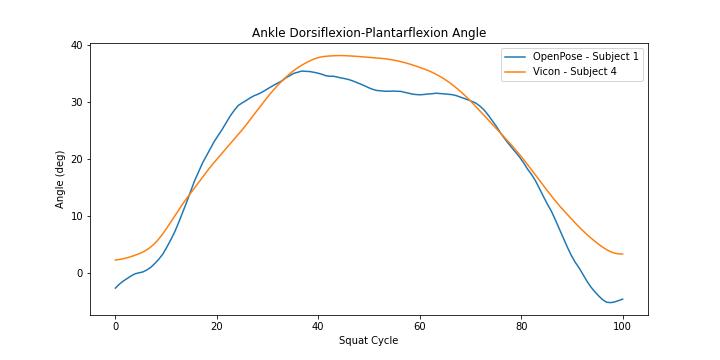 Ankle Dorsiflexion-Plantarflexion Angle
OpenPose - Subject 1
Vicon - Subject 4
Angle (deg)
40
30
20
10
0
0 20 40 60 80 100
Squat Cycle